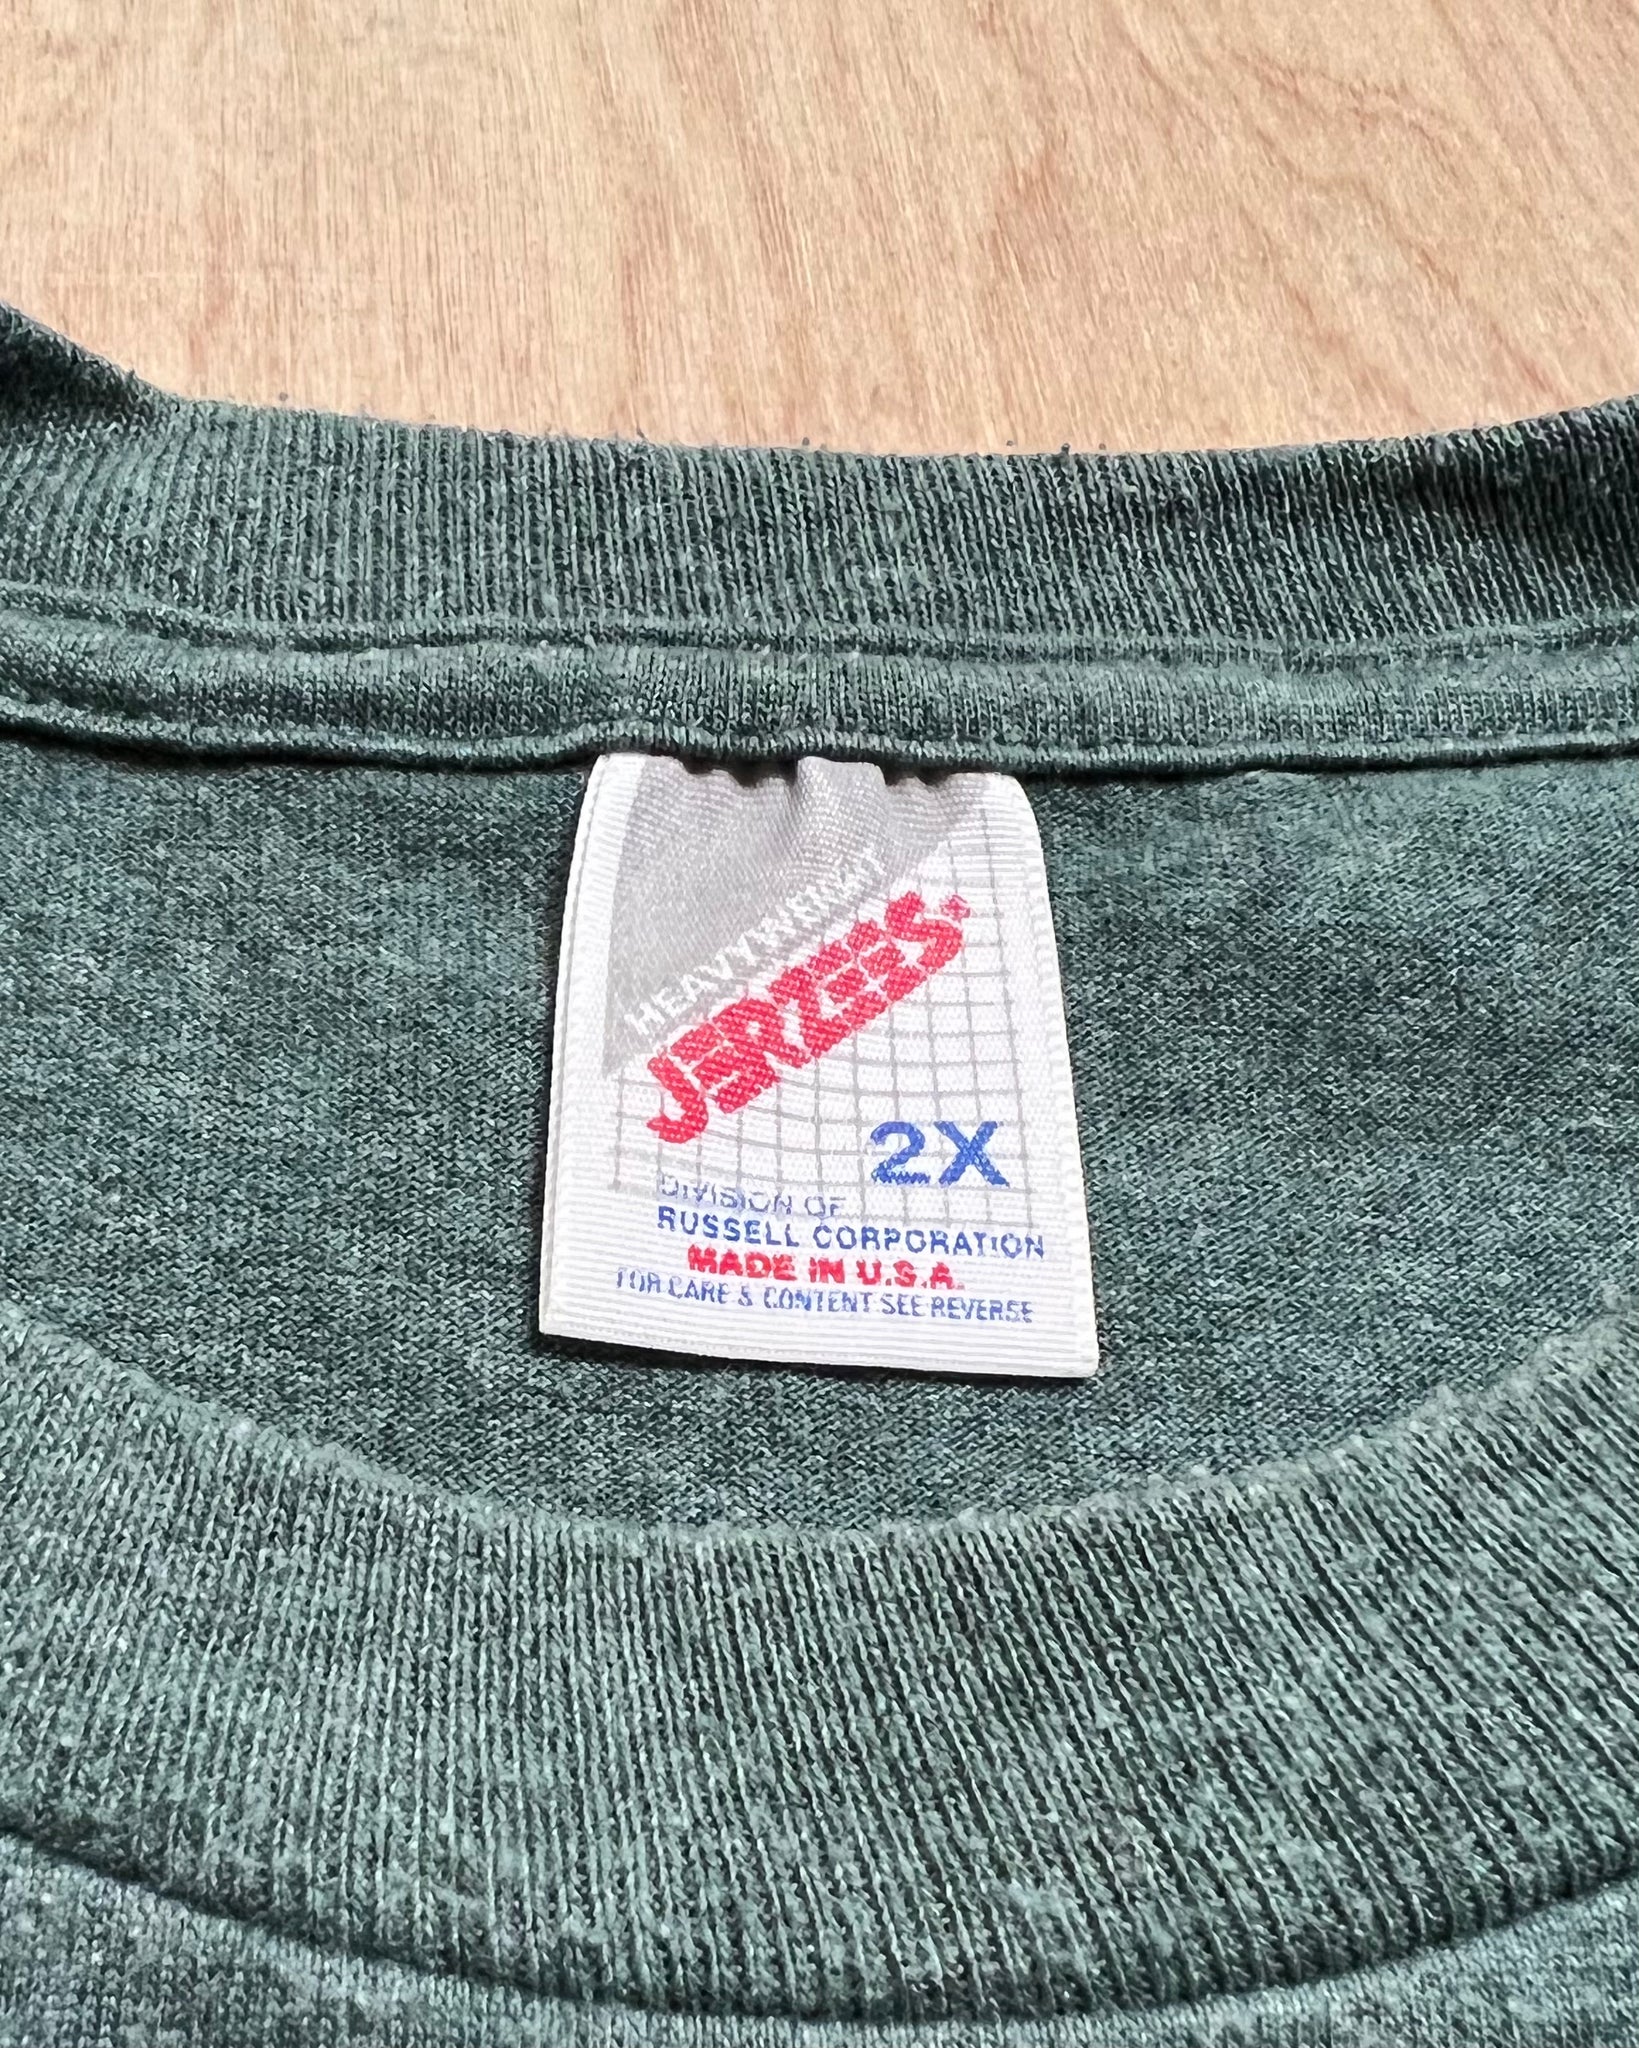 HEAVYWEIGHT
JERZEES®
2X
DIVISION OF
RUSSELL CORPORATION
MADE IN U.S.A.
FOR CARE & CONTENT SEE REVERSE